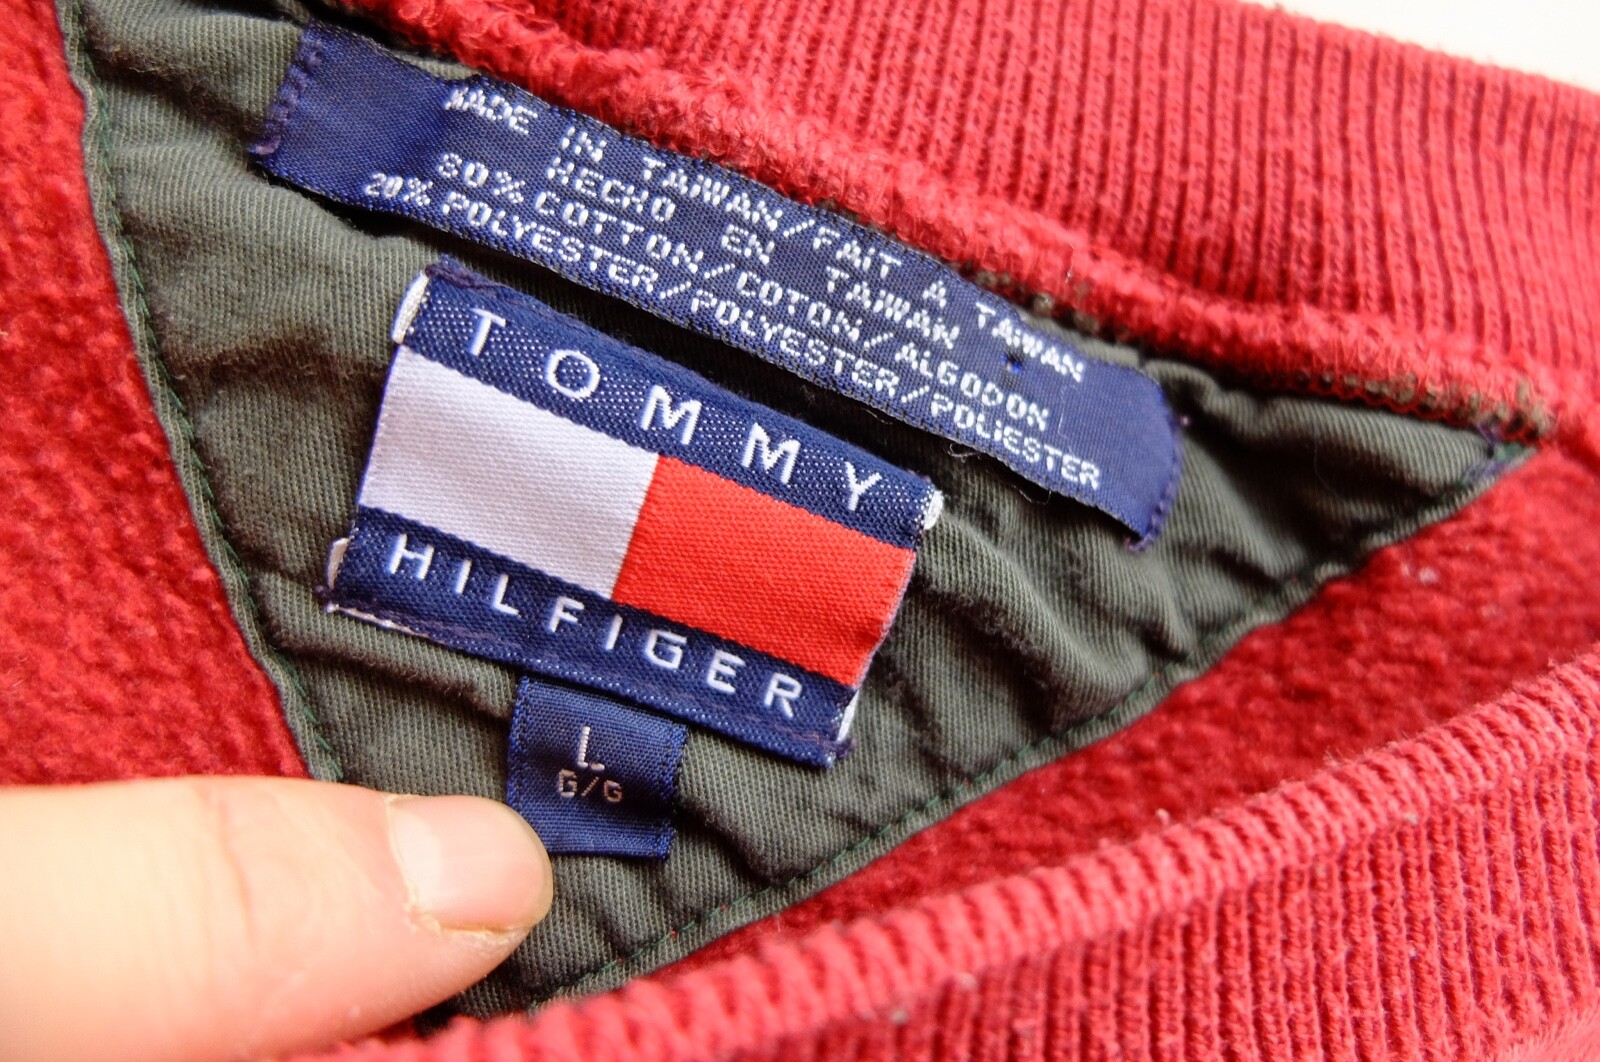 MADE IN TAIWAN/FAIT A TAIWAN
HECHO EN TAIWAN
80% COTTON/COTON/ALGODON
20% POLYESTER/POLYESTER/POLIESTER
TOMMY
HILFIGER
L
G/G